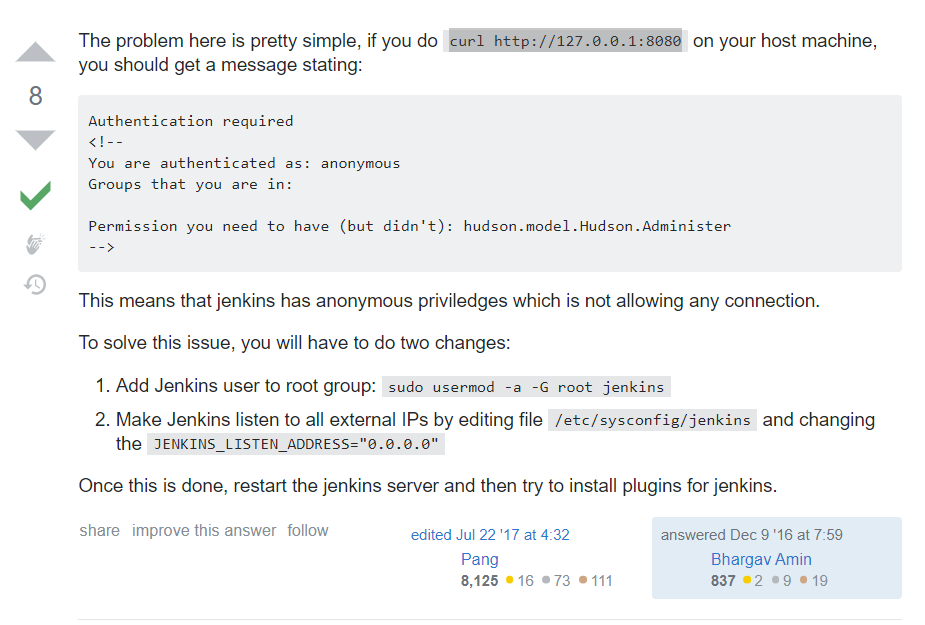 The problem here is pretty simple, if you do curl http://127.0.0.1:8080 on your host machine,
you should get a message stating:
8
Authentication required
<!--
You are authenticated as: anonymous
Groups that you are in:
Permission you need to have (but didn't): hudson.model.Hudson.Administer
-->
This means that jenkins has anonymous priviledges which is not allowing any connection.
To solve this issue, you will have to do two changes:
1. Add Jenkins user to root group: sudo usermod -a -G root jenkins
2. Make Jenkins listen to all external IPs by editing file /etc/sysconfig/jenkins and changing
the JENKINS_LISTEN_ADDRESS="0.0.0.0"
Once this is done, restart the jenkins server and then try to install plugins for jenkins.
share improve this answer follow
edited Jul 22 '17 at 4:32
Pang
8,125 16 73 111
answered Dec 9 '16 at 7:59
Bhargav Amin
837 2 9 19